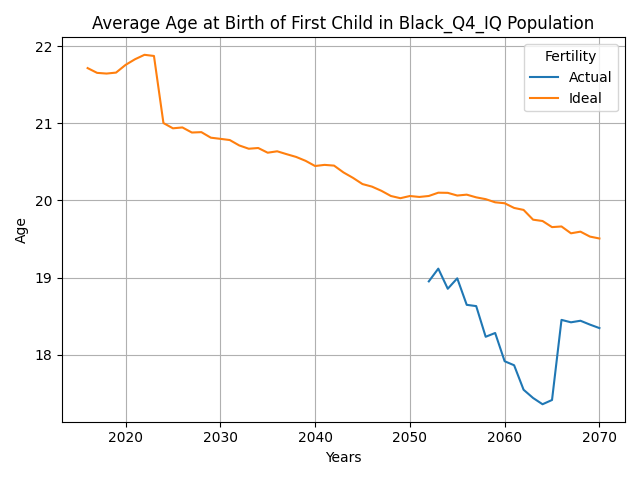 Average Age at Birth of First Child in Black_Q4_IQ Population
Fertility
Actual
Ideal
22
21
20
19
18
Age
2020
2030
2040
2050
2060
2070
Years